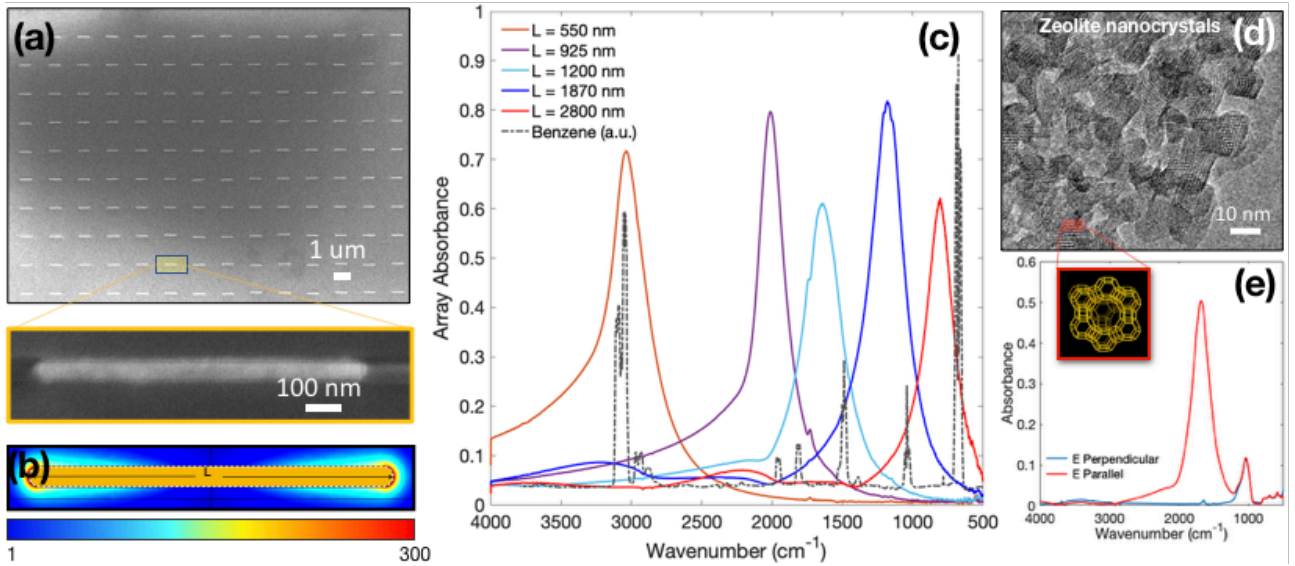 (a)
1 um
100 nm
(b)
L
1
300
(c)
L = 550 nm
L = 925 nm
L = 1200 nm
L = 1870 nm
L = 2800 nm
Benzene (a.u.)
Array Absorbance
1
0.9
0.8
0.7
0.6
0.5
0.4
0.3
0.2
0.1
0
4000 3500 3000 2500 2000 1500 1000 500
Wavenumber (cm⁻¹)
Zeolite nanocrystals
(d)
10 nm
(e)
Absorbance
0.6
0.5
0.4
0.3
0.2
0.1
0
E Perpendicular
E Parallel
4000 3000 2000 1000
Wavenumber (cm⁻¹)